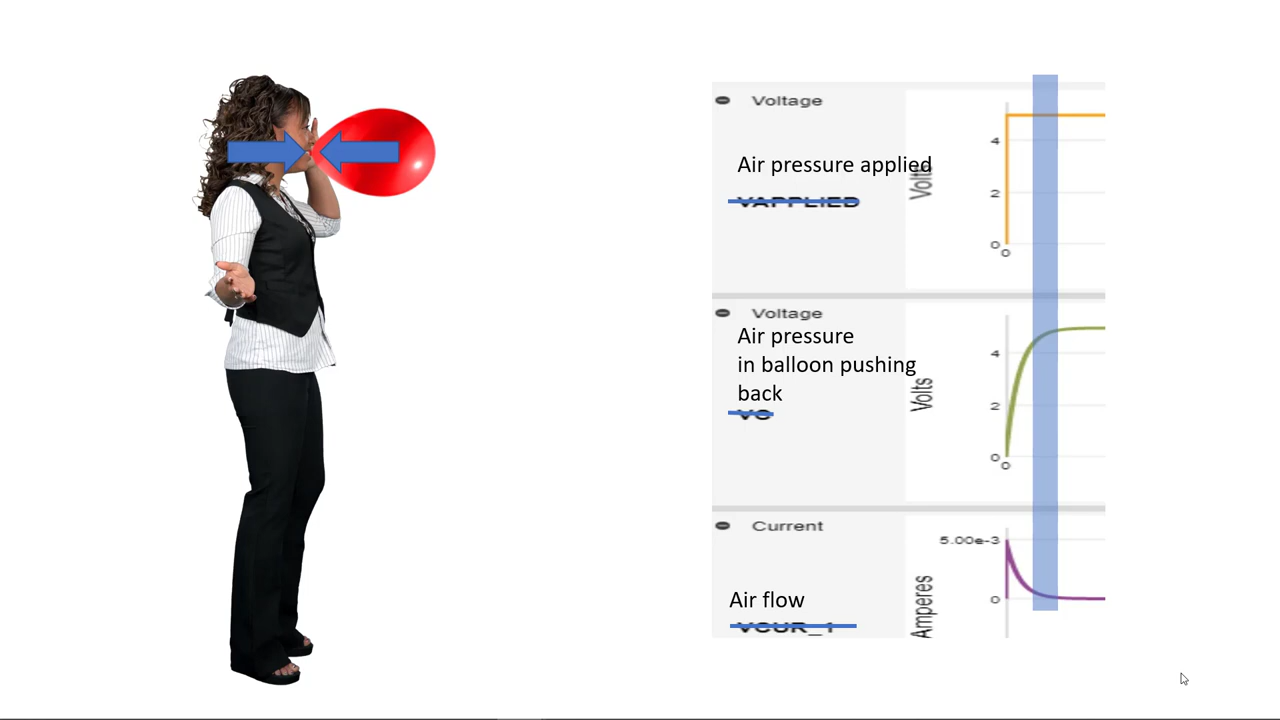 Voltage
Air pressure applied
VAPPLIED
Volts
4
2
0
0
Voltage
Air pressure
in balloon pushing
back
VO
Volts
4
2
0
0
Current
5.00e-3
Air flow
VCUR_1
Amperes
0